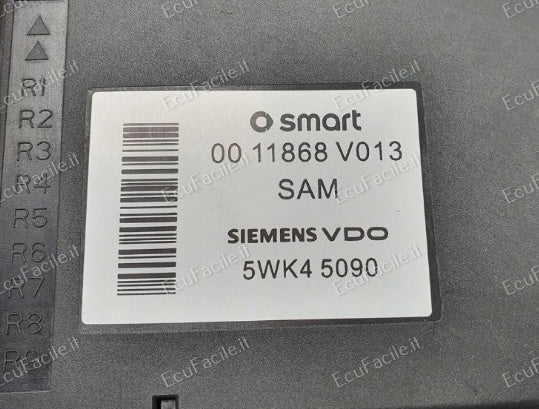 R1
R2
R3
R4
R5
R6
R7
R8
smart
00 11868 V013
SAM
SIEMENS VDO
5WK4 5090
EcuFacile.it